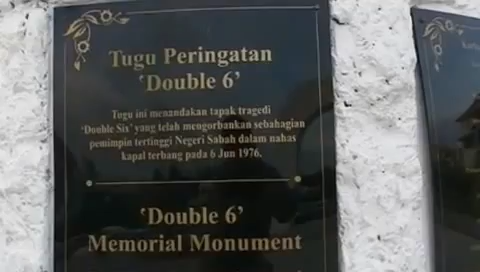 Tugu Peringatan
'Double 6'
Tugu ini menandakan tapak tragedi
'Double Six' yang telah mengorbankan sebahagian
pemimpin tertinggi Negeri Sabah dalam nahas
kapal terbang pada 6 Jun 1976.
'Double 6'
Memorial Monument